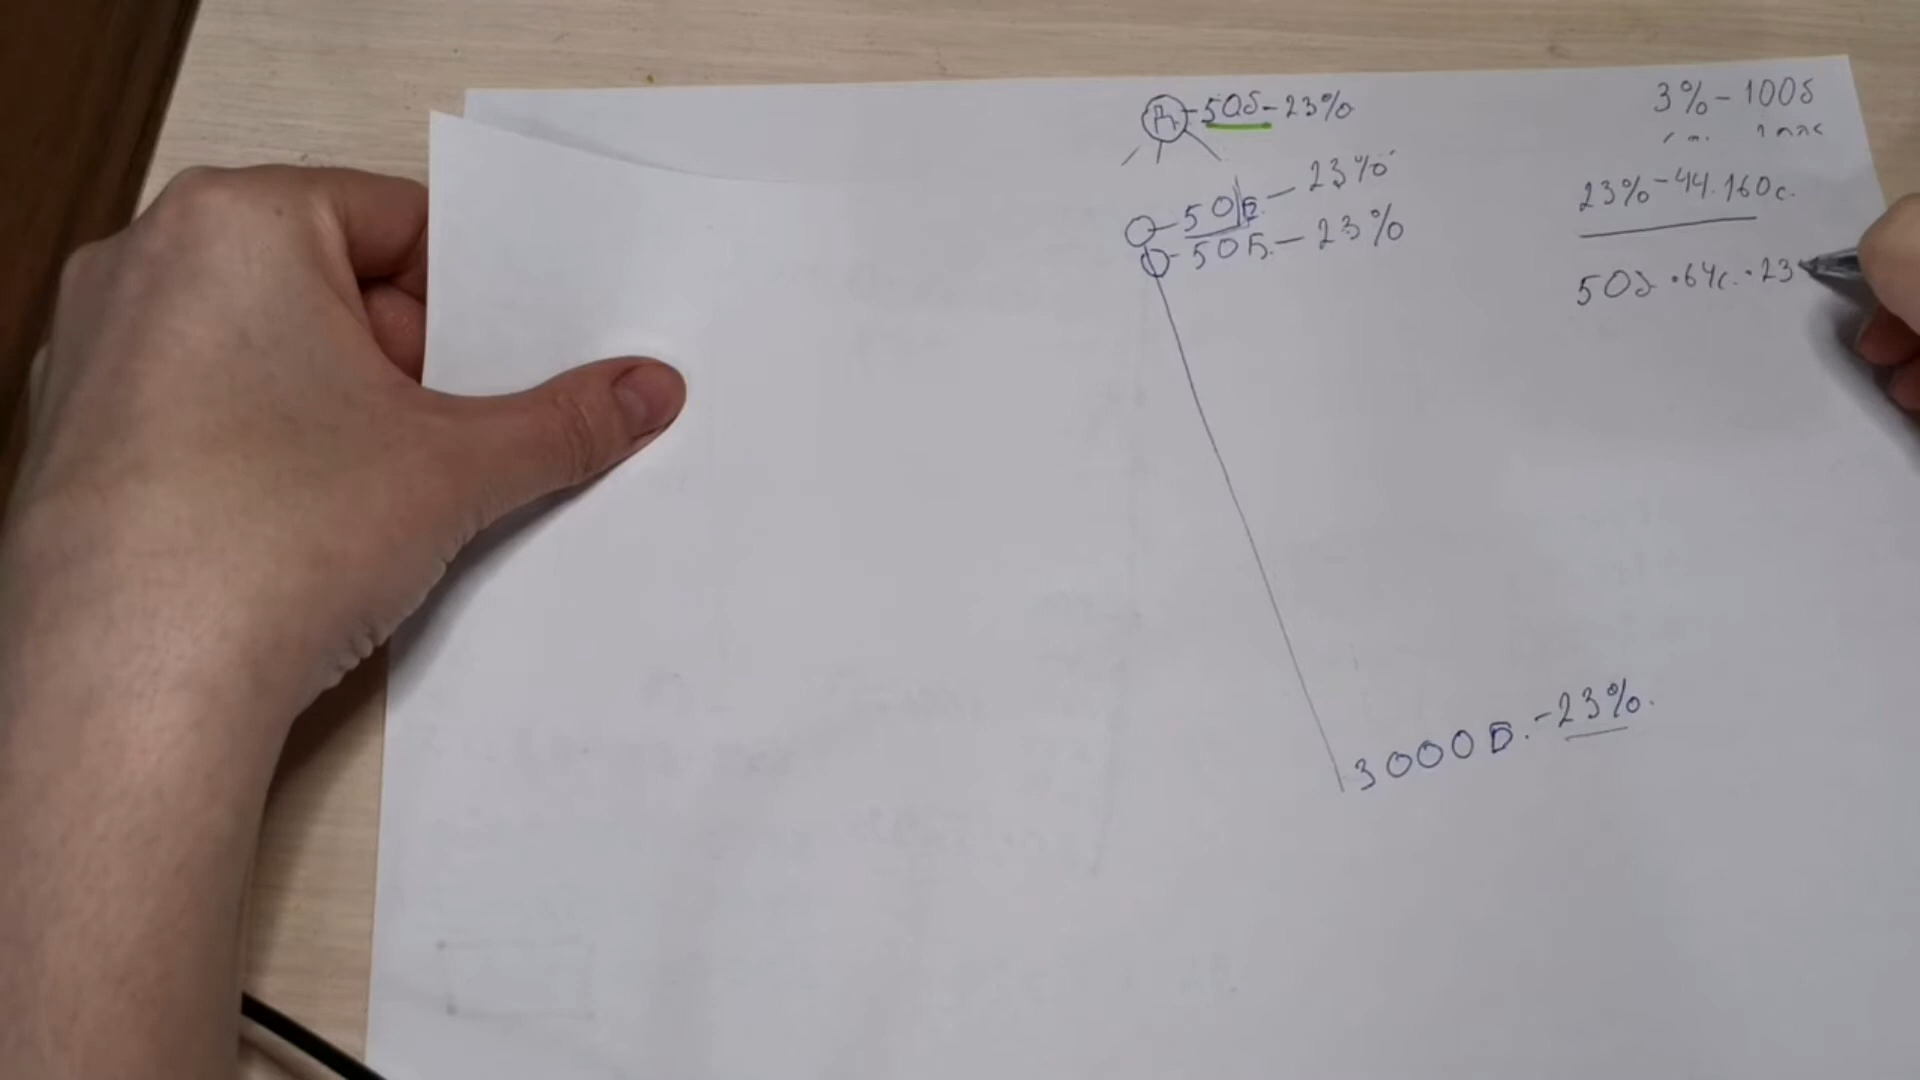 Д - 50б - 23%
50Б. - 23%
50Б. - 23%
3000Б. - 23%.
3% - 100б
23% - 44.160с.
50б · 64с. · 23